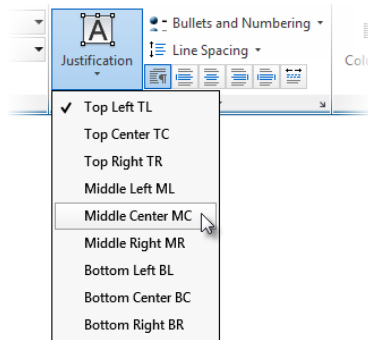 A
Bullets and Numbering
Line Spacing
Justification
Top Left TL
Top Center TC
Top Right TR
Middle Left ML
Middle Center MC
Middle Right MR
Bottom Left BL
Bottom Center BC
Bottom Right BR